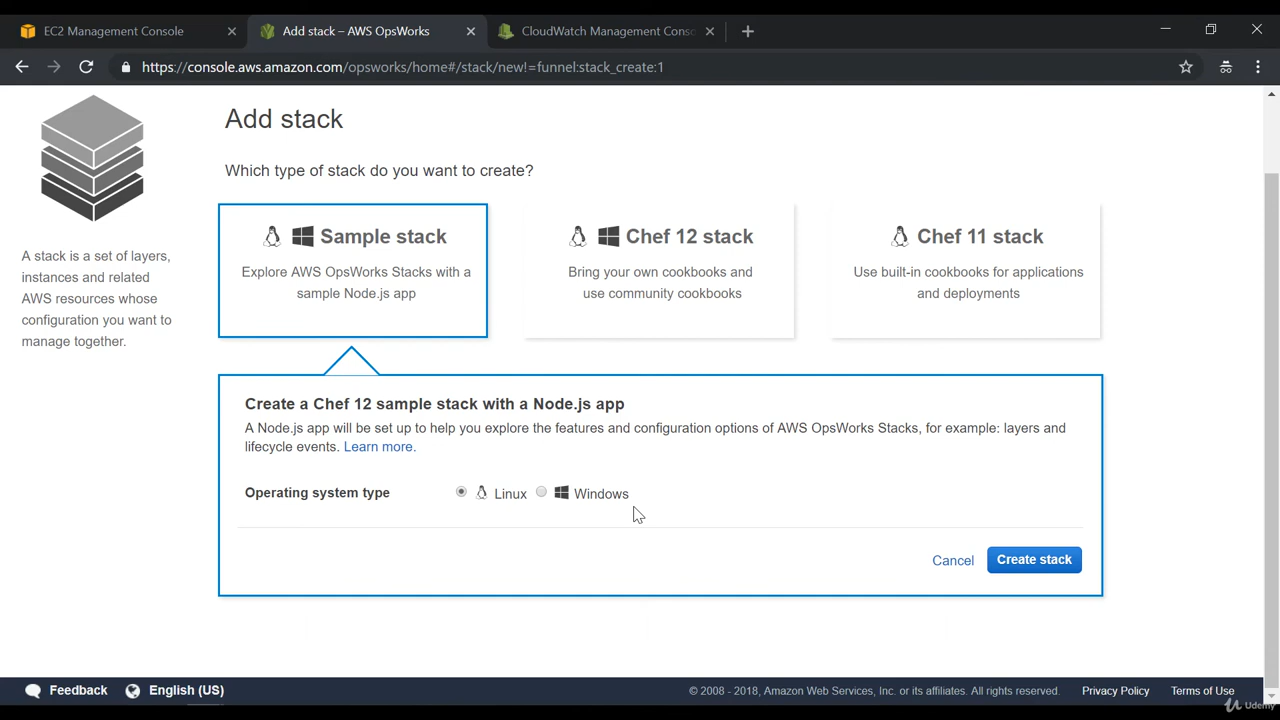 EC2 Management Console
Add stack – AWS OpsWorks
CloudWatch Management Conso
https://console.aws.amazon.com/opsworks/home#/stack/new!=funnel:stack_create:1
Add stack
Which type of stack do you want to create?
A stack is a set of layers,
instances and related
AWS resources whose
configuration you want to
manage together.
Sample stack
Explore AWS OpsWorks Stacks with a
sample Node.js app
Chef 12 stack
Bring your own cookbooks and
use community cookbooks
Chef 11 stack
Use built-in cookbooks for applications
and deployments
Create a Chef 12 sample stack with a Node.js app
A Node.js app will be set up to help you explore the features and configuration options of AWS OpsWorks Stacks, for example: layers and
lifecycle events. Learn more.
Operating system type
Linux
Windows
Cancel
Create stack
Feedback
English (US)
© 2008 - 2018, Amazon Web Services, Inc. or its affiliates. All rights reserved.
Privacy Policy
Terms of Use
Udemy